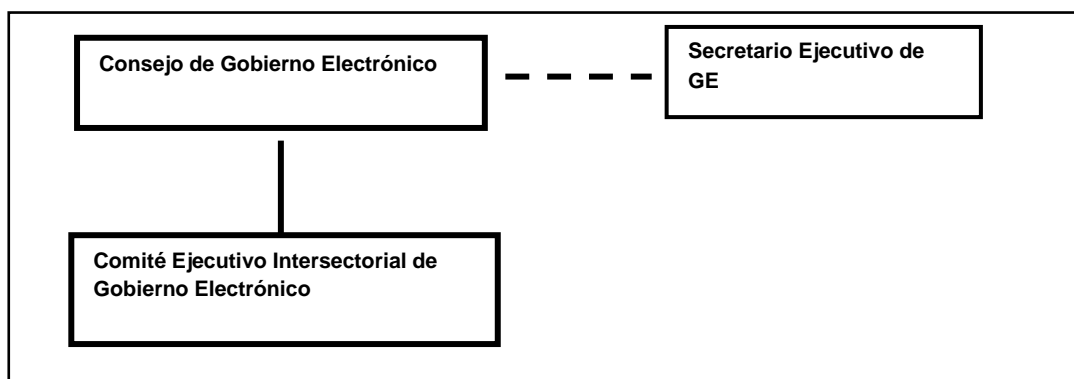 Consejo de Gobierno Electrónico
Secretario Ejecutivo de
GE
Comité Ejecutivo Intersectorial de
Gobierno Electrónico